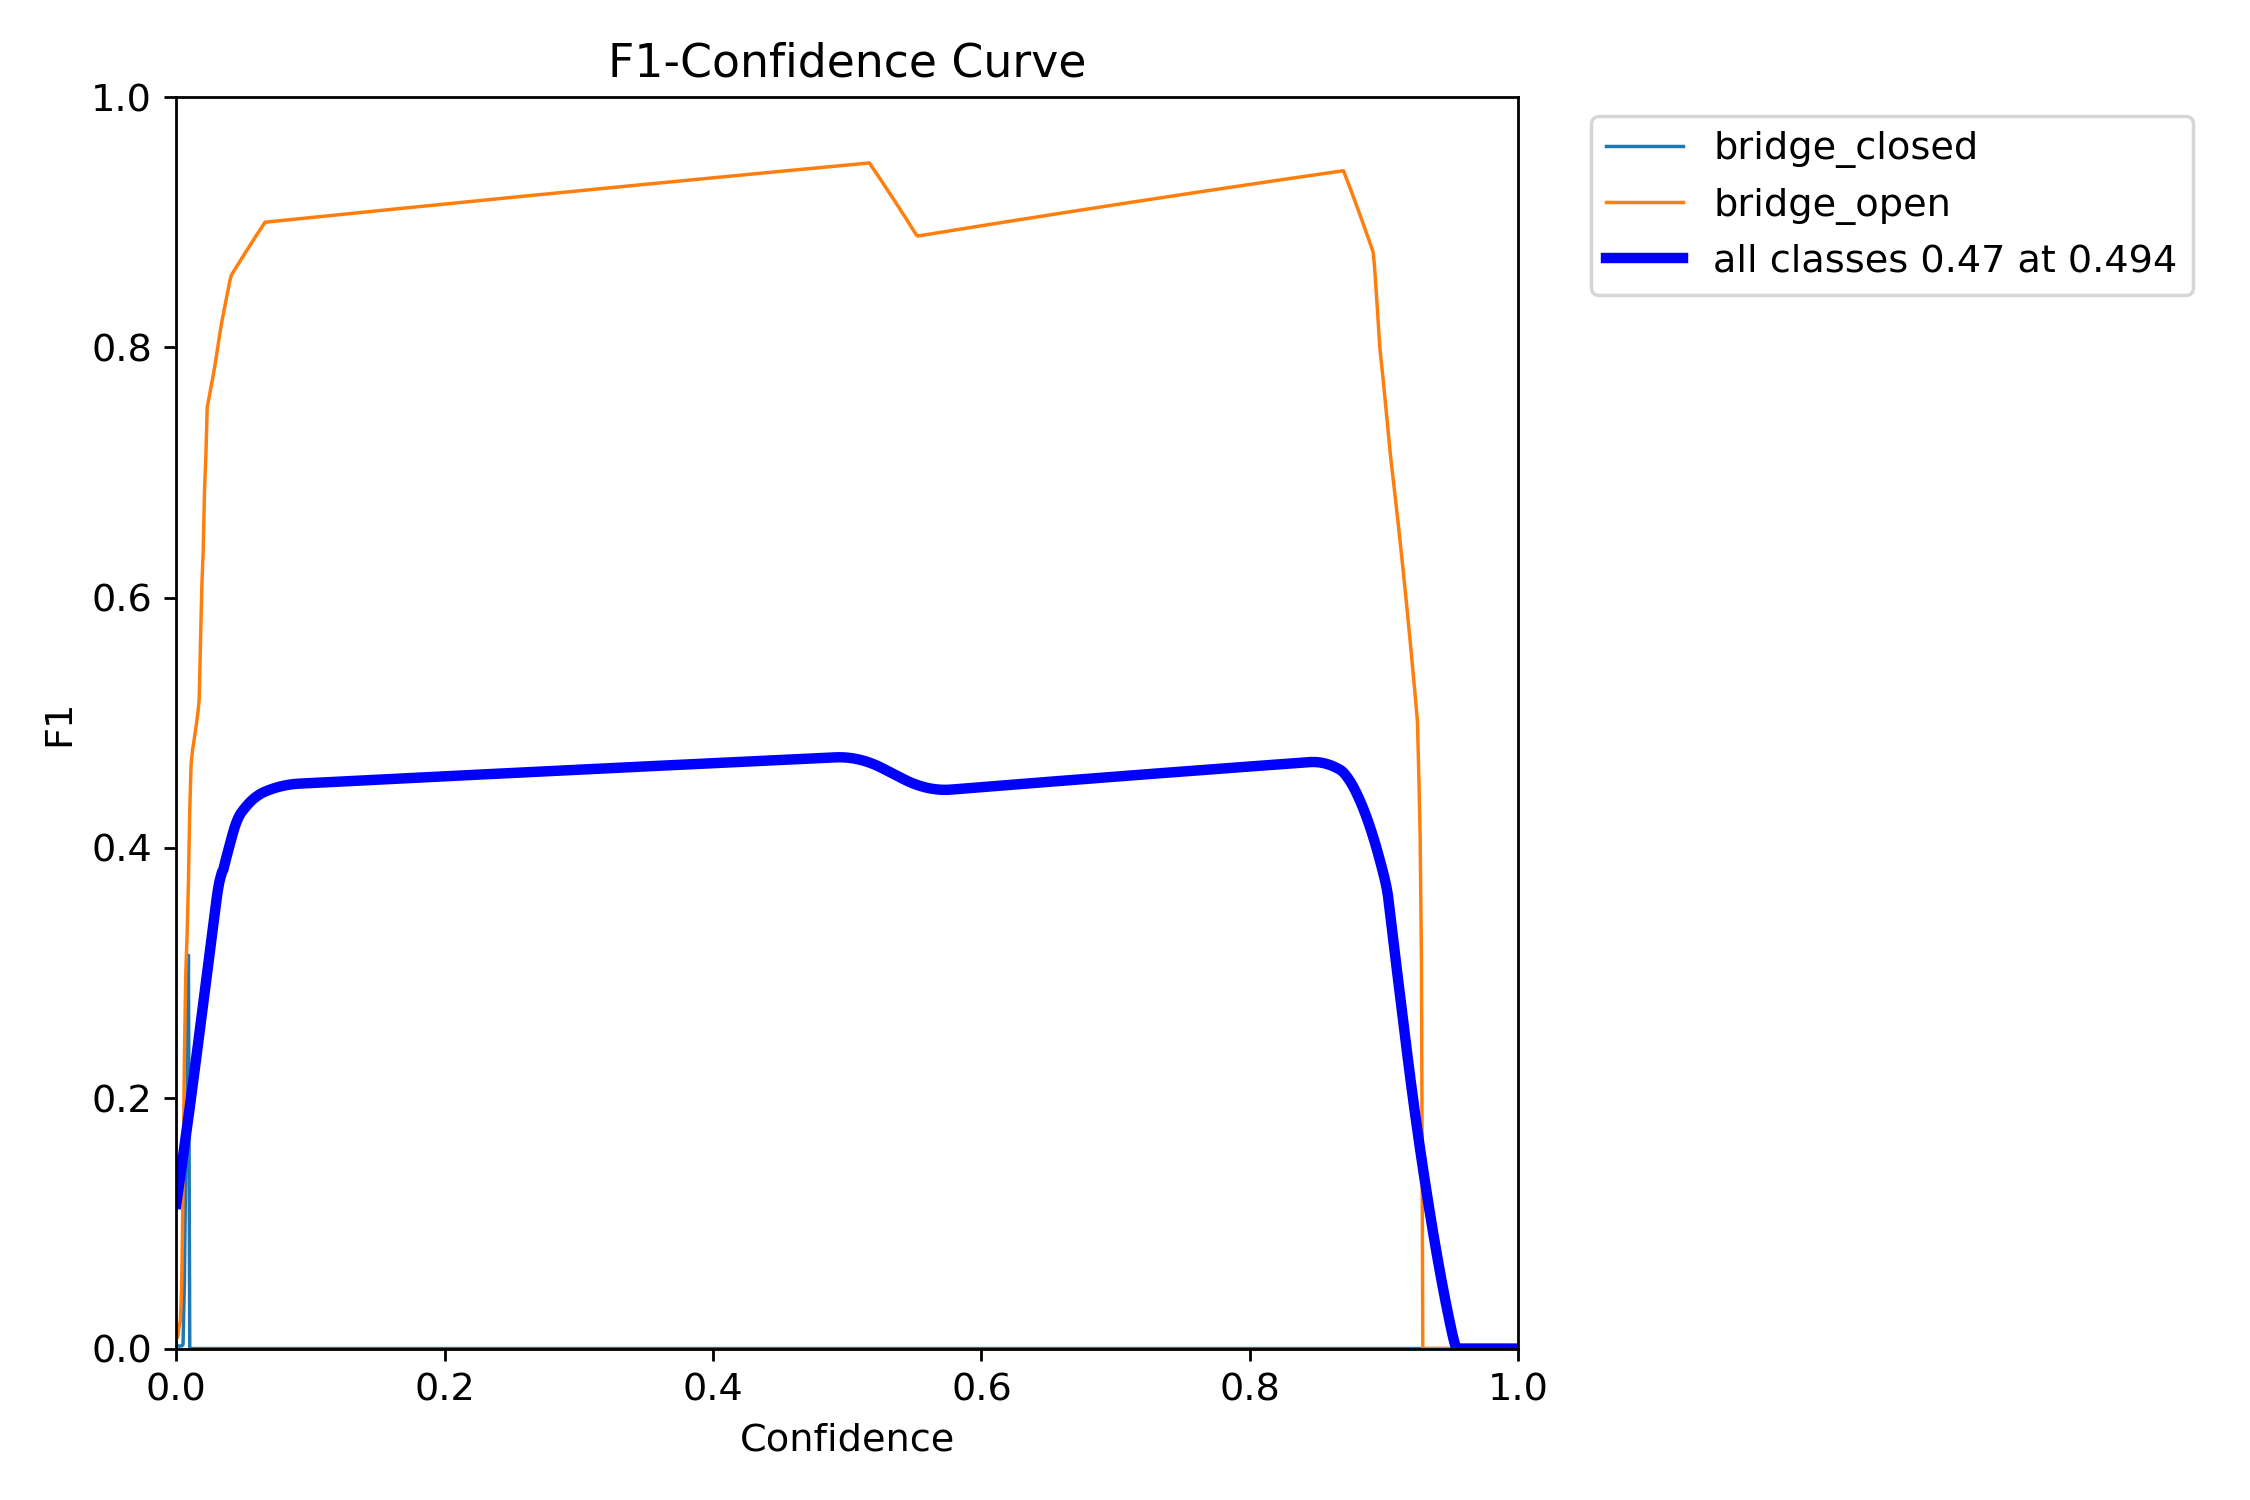 F1-Confidence Curve
1.0
0.8
0.6
0.4
0.2
0.0
F1
0.0 0.2 0.4 0.6 0.8 1.0
Confidence
bridge_closed
bridge_open
all classes 0.47 at 0.494